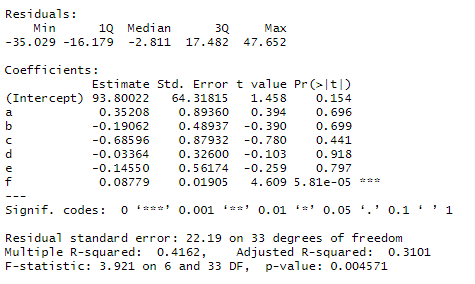 Residuals:
    Min      1Q  Median      3Q     Max
-35.029 -16.179  -2.811  17.482  47.652

Coefficients:
            Estimate Std. Error t value Pr(>|t|)
(Intercept) 93.80022   64.31815   1.458    0.154
a            0.35208    0.89360   0.394    0.696
b           -0.19062    0.48937  -0.390    0.699
c           -0.68596    0.87932  -0.780    0.441
d           -0.03364    0.32600  -0.103    0.918
e           -0.14550    0.56174  -0.259    0.797
f            0.08779    0.01905   4.609 5.81e-05 ***
---
Signif. codes:  0 ‘***’ 0.001 ‘**’ 0.01 ‘*’ 0.05 ‘.’ 0.1 ‘ ’ 1

Residual standard error: 22.19 on 33 degrees of freedom
Multiple R-squared:  0.4162,    Adjusted R-squared:  0.3101
F-statistic: 3.921 on 6 and 33 DF,  p-value: 0.004571